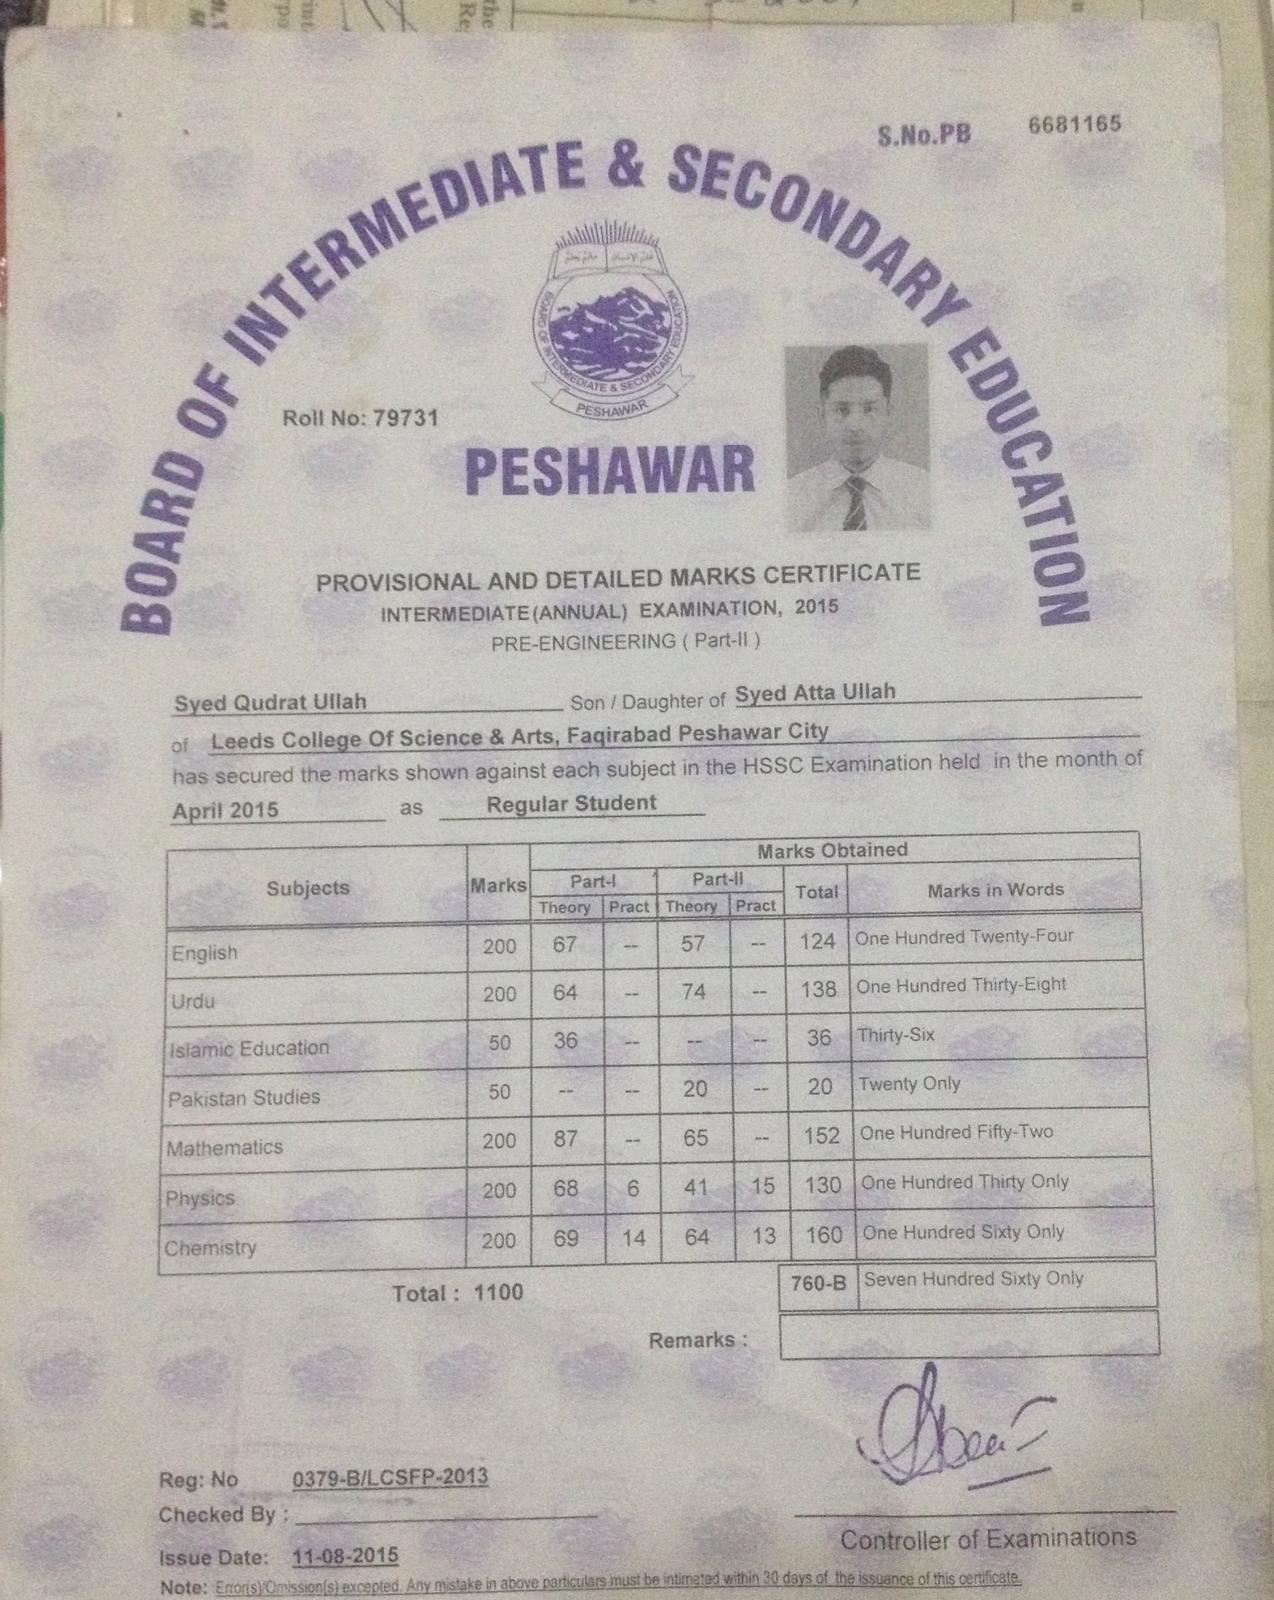 S.No.PB 6681165
BOARD OF INTERMEDIATE & SECONDARY EDUCATION
BOARD OF INTERMEDIATE & SECONDARY EDUCATION
PESHAWAR
Roll No: 79731
PESHAWAR
PROVISIONAL AND DETAILED MARKS CERTIFICATE
INTERMEDIATE(ANNUAL) EXAMINATION, 2015
PRE-ENGINEERING ( Part-II )
Syed Qudrat Ullah Son / Daughter of Syed Atta Ullah
of Leeds College Of Science & Arts, Faqirabad Peshawar City
has secured the marks shown against each subject in the HSSC Examination held in the month of
April 2015 as Regular Student
Marks Obtained
Subjects Marks Part-I Part-II Total Marks in Words
Theory Pract Theory Pract
English 200 67 -- 57 -- 124 One Hundred Twenty-Four
Urdu 200 64 -- 74 -- 138 One Hundred Thirty-Eight
Islamic Education 50 36 -- -- -- 36 Thirty-Six
Pakistan Studies 50 -- -- 20 -- 20 Twenty Only
Mathematics 200 87 -- 65 -- 152 One Hundred Fifty-Two
Physics 200 68 6 41 15 130 One Hundred Thirty Only
Chemistry 200 69 14 64 13 160 One Hundred Sixty Only
Total : 1100 760-B Seven Hundred Sixty Only
Remarks :
Reg: No 0379-B/LCSFP-2013
Checked By :
Controller of Examinations
Issue Date: 11-08-2015
Note: Error(s)/Omission(s) excepted. Any mistake in above particulars must be intimated within 30 days of the issuance of this certificate.